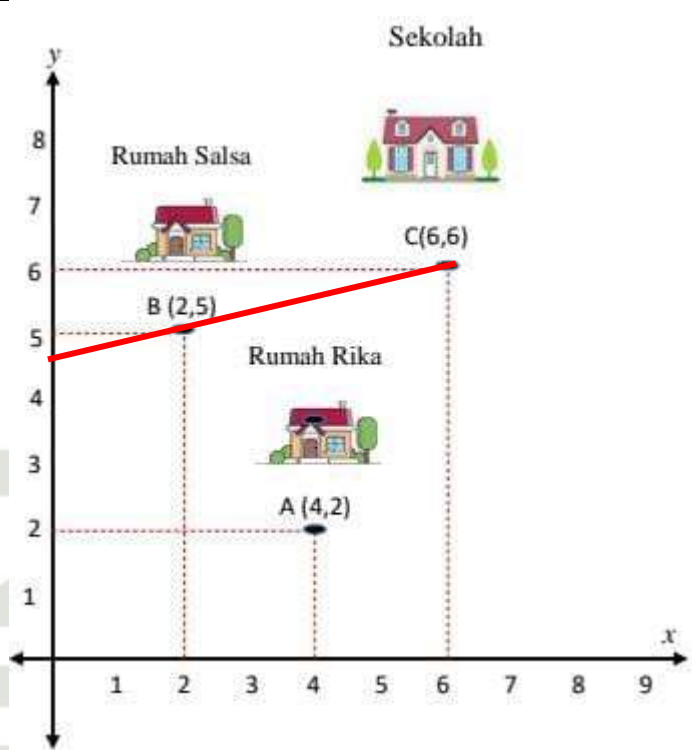 Sekolah
y
8
Rumah Salsa
7
C(6,6)
6
B (2,5)
5
Rumah Rika
4
3
A (4,2)
2
1
x
1 2 3 4 5 6 7 8 9